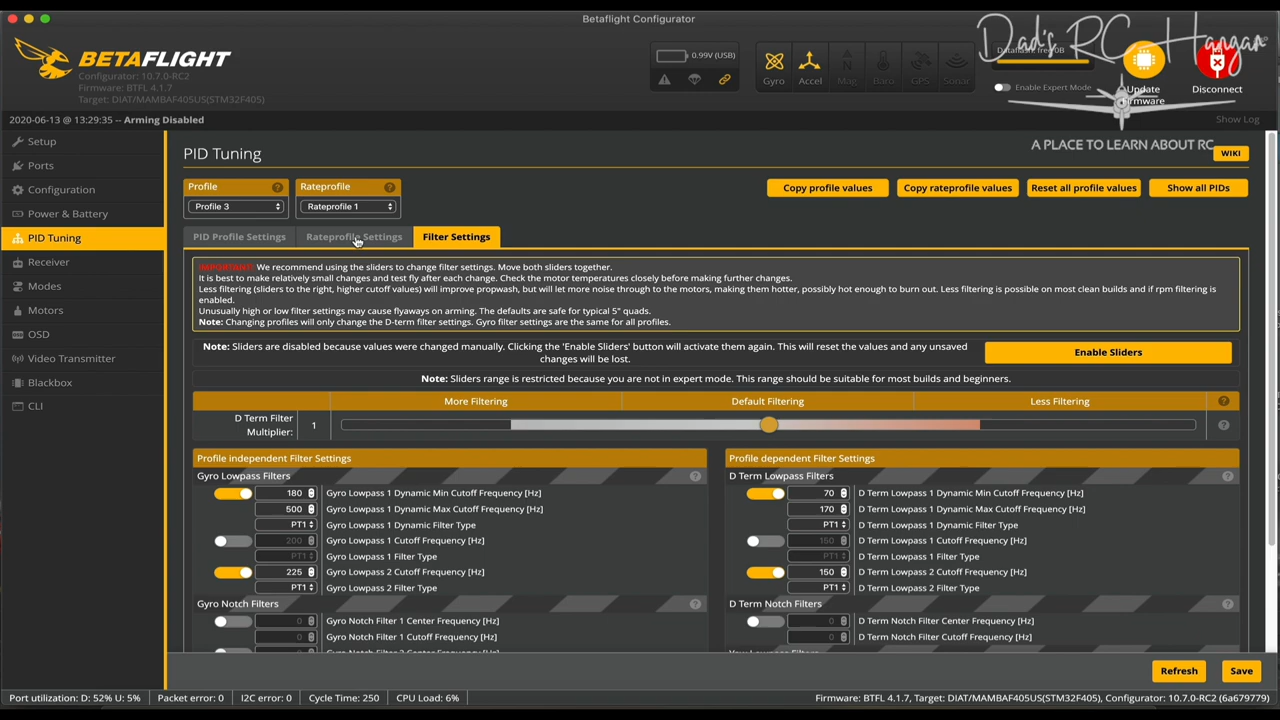 Betaflight Configurator
Dad's RC Hangar
BETAFLIGHT
Configurator: 10.7.0-RC2
Firmware: BTFL 4.1.7
Target: DIAT/MAMBAF405US(STM32F405)
0.99V (USB)
Gyro
Accel
Mag
Baro
GPS
Sonar
Dataflash: free 0B
Enable Expert Mode
Update
Firmware
Disconnect
2020-06-13 @ 13:29:35 -- Arming Disabled
Show Log
A PLACE TO LEARN ABOUT RC
Setup
Ports
Configuration
Power & Battery
PID Tuning
Receiver
Modes
Motors
OSD
Video Transmitter
Blackbox
CLI
PID Tuning
WIKI
Profile ?
Profile 3
Rateprofile ?
Rateprofile 1
Copy profile values
Copy rateprofile values
Reset all profile values
Show all PIDs
PID Profile Settings
Rateprofile Settings
Filter Settings
IMPORTANT: We recommend using the sliders to change filter settings. Move both sliders together.
It is best to make relatively small changes and test fly after each change. Check the motor temperatures closely before making further changes.
Less filtering (sliders to the right, higher cutoff values) will improve propwash, but will let more noise through to the motors, making them hotter, possibly hot enough to burn out. Less filtering is possible on most clean builds and if rpm filtering is
enabled.
Unusually high or low filter settings may cause flyaways on arming. The defaults are safe for typical 5" quads.
Note: Changing profiles will only change the D-term filter settings. Gyro filter settings are the same for all profiles.
Note: Sliders are disabled because values were changed manually. Clicking the 'Enable Sliders' button will activate them again. This will reset the values and any unsaved
changes will be lost.
Enable Sliders
Note: Sliders range is restricted because you are not in expert mode. This range should be suitable for most builds and beginners.
More Filtering
Default Filtering
Less Filtering
?
D Term Filter
Multiplier:
1
?
Profile independent Filter Settings
Gyro Lowpass Filters ?
180 Gyro Lowpass 1 Dynamic Min Cutoff Frequency [Hz]
500 Gyro Lowpass 1 Dynamic Max Cutoff Frequency [Hz]
PT1 Gyro Lowpass 1 Dynamic Filter Type
200 Gyro Lowpass 1 Cutoff Frequency [Hz]
PT1 Gyro Lowpass 1 Filter Type
225 Gyro Lowpass 2 Cutoff Frequency [Hz]
PT1 Gyro Lowpass 2 Filter Type
Gyro Notch Filters ?
0 Gyro Notch Filter 1 Center Frequency [Hz]
0 Gyro Notch Filter 1 Cutoff Frequency [Hz]
Profile dependent Filter Settings
D Term Lowpass Filters ?
70 D Term Lowpass 1 Dynamic Min Cutoff Frequency [Hz]
170 D Term Lowpass 1 Dynamic Max Cutoff Frequency [Hz]
PT1 D Term Lowpass 1 Dynamic Filter Type
150 D Term Lowpass 1 Cutoff Frequency [Hz]
PT1 D Term Lowpass 1 Filter Type
150 D Term Lowpass 2 Cutoff Frequency [Hz]
PT1 D Term Lowpass 2 Filter Type
D Term Notch Filters ?
0 D Term Notch Filter Center Frequency [Hz]
0 D Term Notch Filter Cutoff Frequency [Hz]
Refresh
Save
Port utilization: D: 52% U: 5%
Packet error: 0
I2C error: 0
Cycle Time: 250
CPU Load: 6%
Firmware: BTFL 4.1.7, Target: DIAT/MAMBAF405US(STM32F405), Configurator: 10.7.0-RC2 (6a679779)